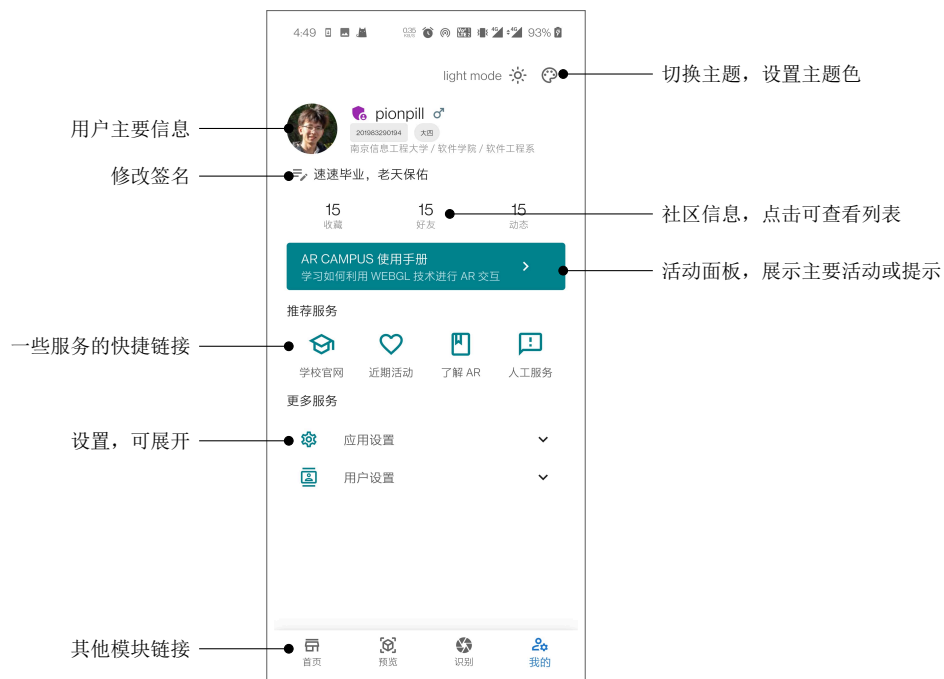 4:49 0.35 KB/S 4G 4G 93%
light mode
切换主题，设置主题色
用户主要信息
pionpill
201983290194 大四
南京信息工程大学 / 软件学院 / 软件工程系
修改签名
速速毕业，老天保佑
15 15 15
收藏 好友 动态
社区信息，点击可查看列表
AR CAMPUS 使用手册
学习如何利用 WEBGL 技术进行 AR 交互
活动面板，展示主要活动或提示
推荐服务
一些服务的快捷链接
学校官网 近期活动 了解 AR 人工服务
更多服务
设置，可展开
应用设置
用户设置
其他模块链接
首页 预览 识别 我的